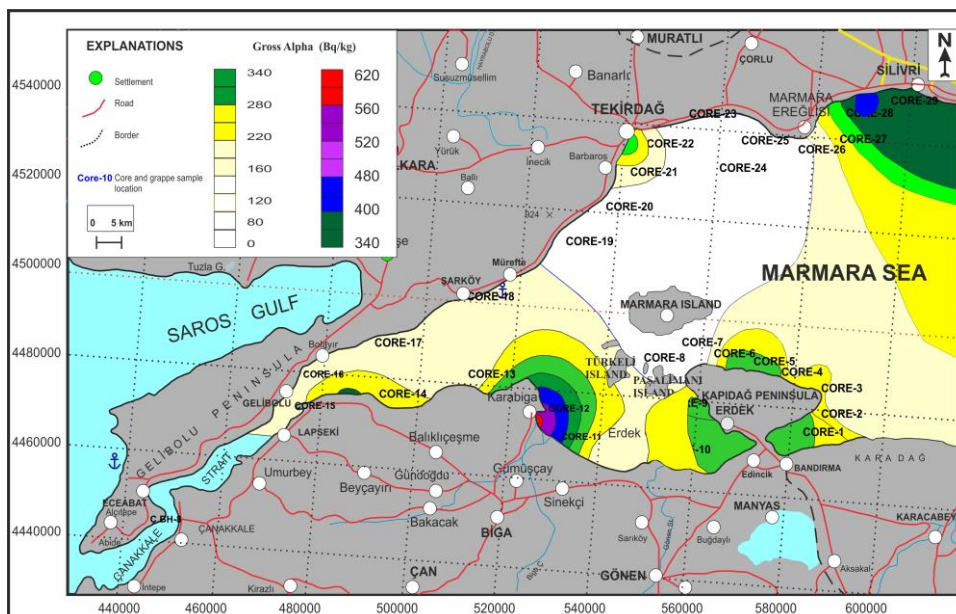 EXPLANATIONS
Settlement
Road
Border
Core-10 Core and grappe sample
location
0 5 km
Gross Alpha (Bq/kg)
340
280
220
160
120
80
0
620
560
520
480
400
340
N
MURATLI
ÇORLU
SİLİVRİ
Susuzmüsellim
Banarlı
TEKİRDAĞ
MARMARA
EREĞLİSİ
CORE-29
CORE-28
CORE-27
CORE-26
CORE-25
CORE-23
CORE-22
CORE-24
CORE-21
CORE-20
CORE-19
Yürük
İnecik
Barbaros
KARA
Ballı
924
Tuzla G.
Mürefte
ŞARKÖY
CORE-18
MARMARA SEA
MARMARA ISLAND
SAROS GULF
Bolayır
CORE-17
CORE-7
CORE-8
CORE-6
CORE-5
CORE-4
CORE-3
CORE-2
CORE-1
TÜRKELİ
ISLAND
PAŞALİMANI
ISLAND
KAPIDAĞ PENINSULA
ERDEK
CORE-16
CORE-13
CORE-14
CORE-15
GELİBOLU
GELİBOLU PENINSULA
Karabiga
CORE-12
CORE-11
Erdek
E-9
-10
LAPSEKİ
STRAIT
Balıklıçeşme
Umurbey
Beyçayırı
Gündoğdu
Gümüşçay
Sinekçi
Bakacak
BİGA
Edincik
BANDIRMA
KARADAĞ
MANYAS
KARACABEY
ECEABAT
Alçıtepe
Abide
Ç.BH-8
ÇANAKKALE
ÇANAKKALE
İntepe
Kirazlı
ÇAN
Biga Ç.
Sarıköy
Buğdaylı
GÖNEN
Aksakal
4540000
4520000
4500000
4480000
4460000
4440000
440000
460000
480000
500000
520000
540000
560000
580000
600000